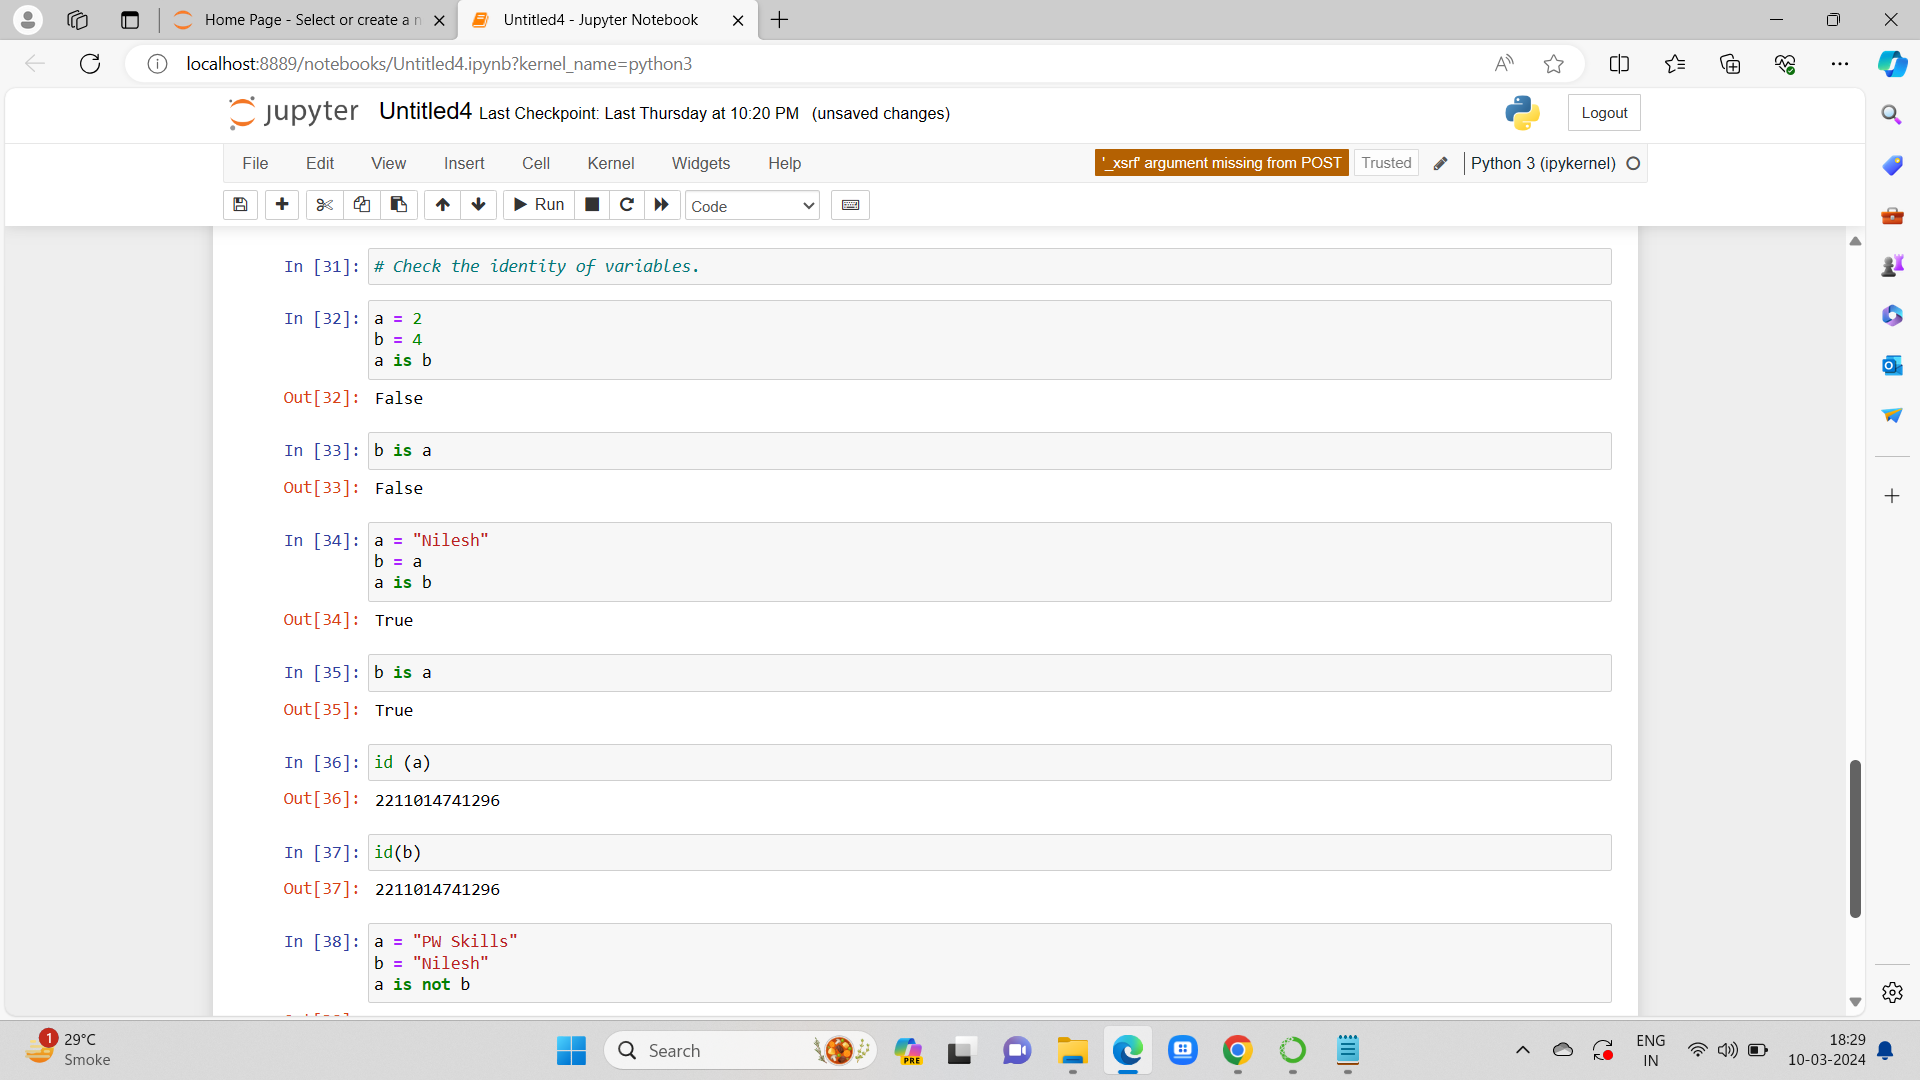 Home Page - Select or create a n
Untitled4 - Jupyter Notebook
localhost:8889/notebooks/Untitled4.ipynb?kernel_name=python3
jupyter Untitled4 Last Checkpoint: Last Thursday at 10:20 PM (unsaved changes)
Logout
File Edit View Insert Cell Kernel Widgets Help
'_xsrf' argument missing from POST Trusted Python 3 (ipykernel)
Run Code
In [31]: # Check the identity of variables.
In [32]: a = 2
b = 4
a is b
Out[32]: False
In [33]: b is a
Out[33]: False
In [34]: a = "Nilesh"
b = a
a is b
Out[34]: True
In [35]: b is a
Out[35]: True
In [36]: id (a)
Out[36]: 2211014741296
In [37]: id(b)
Out[37]: 2211014741296
In [38]: a = "PW Skills"
b = "Nilesh"
a is not b
1
29°C
Smoke
Search
PRE
ENG
IN
18:29
10-03-2024